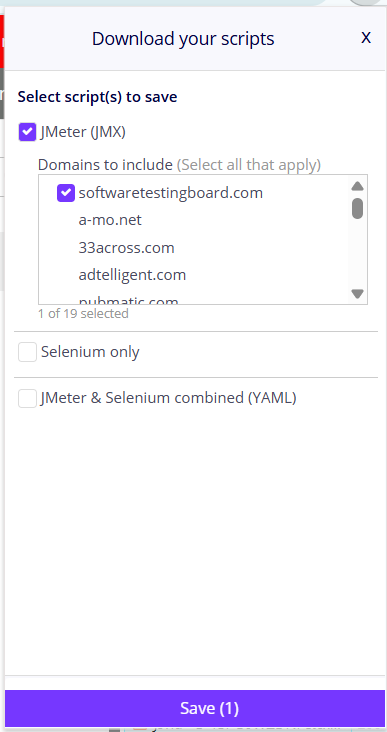 Download your scripts
X
Select script(s) to save
JMeter (JMX)
Domains to include (Select all that apply)
softwaretestingboard.com
a-mo.net
33across.com
adtelligent.com
pubmatic.com
1 of 19 selected
Selenium only
JMeter & Selenium combined (YAML)
Save (1)